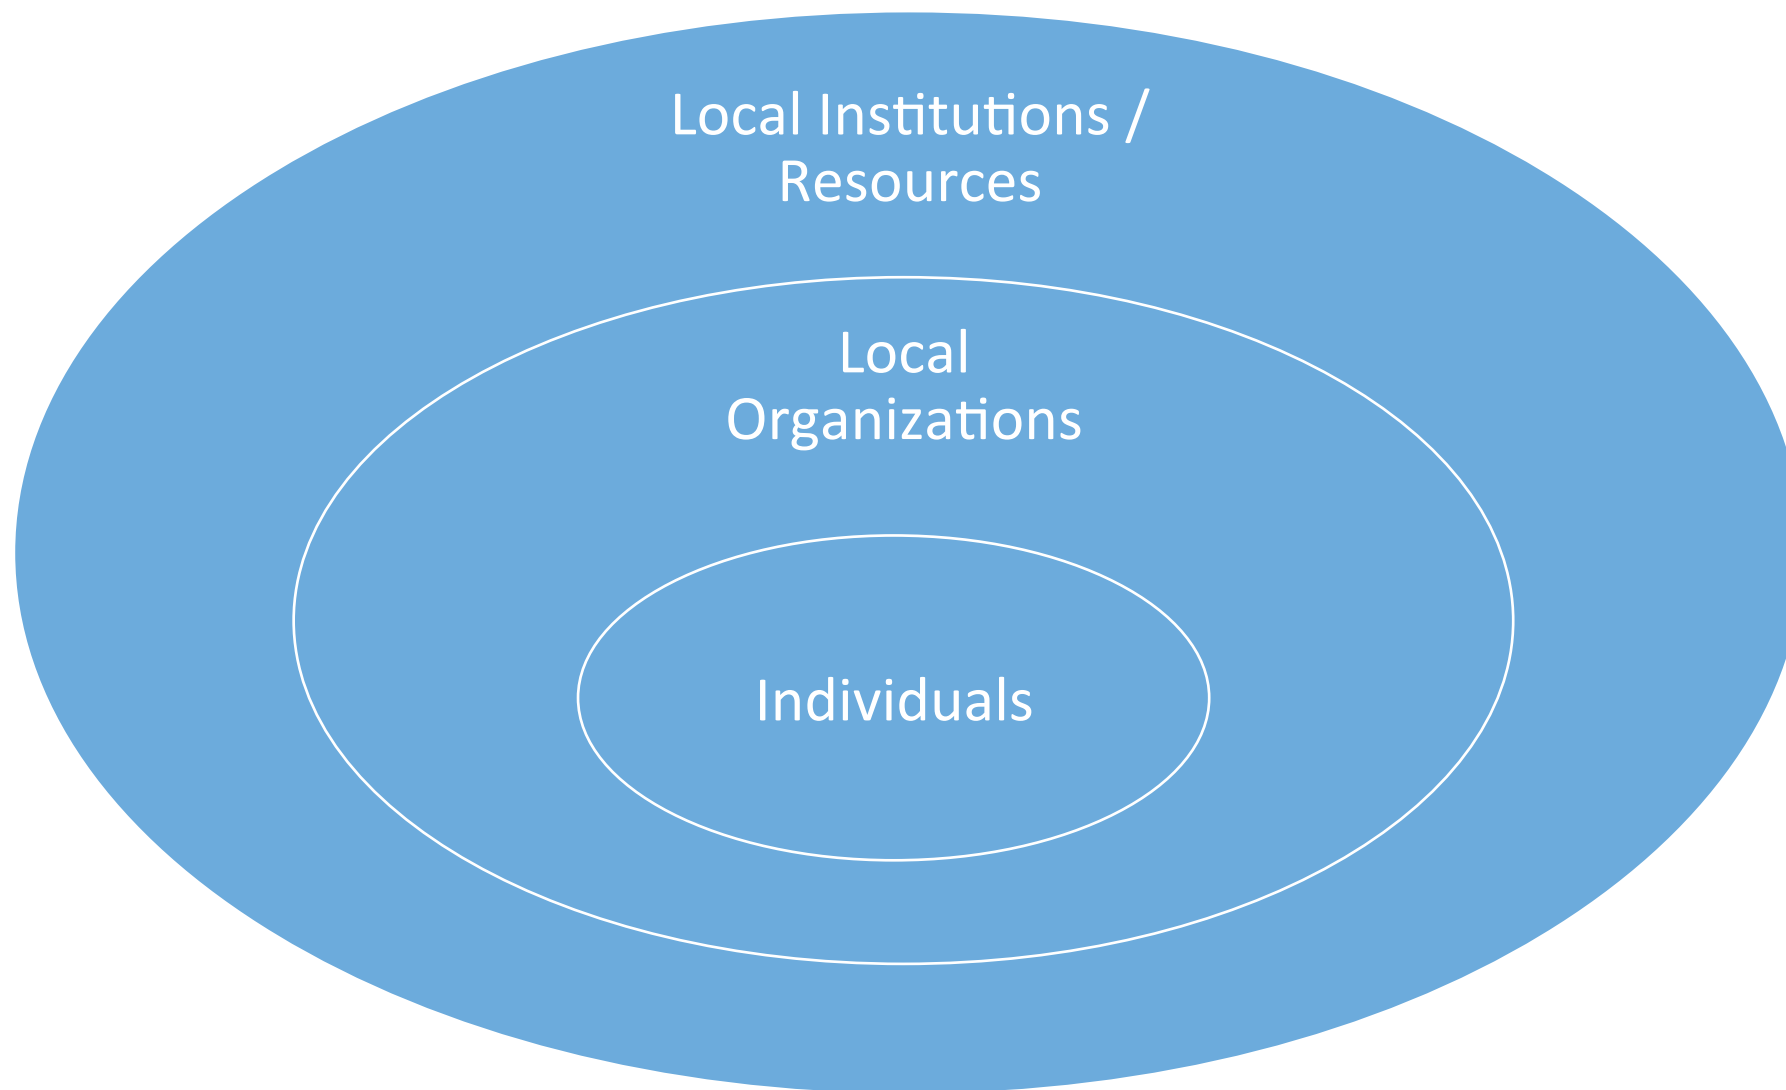 Local Institutions /
Resources
Local
Organizations
Individuals